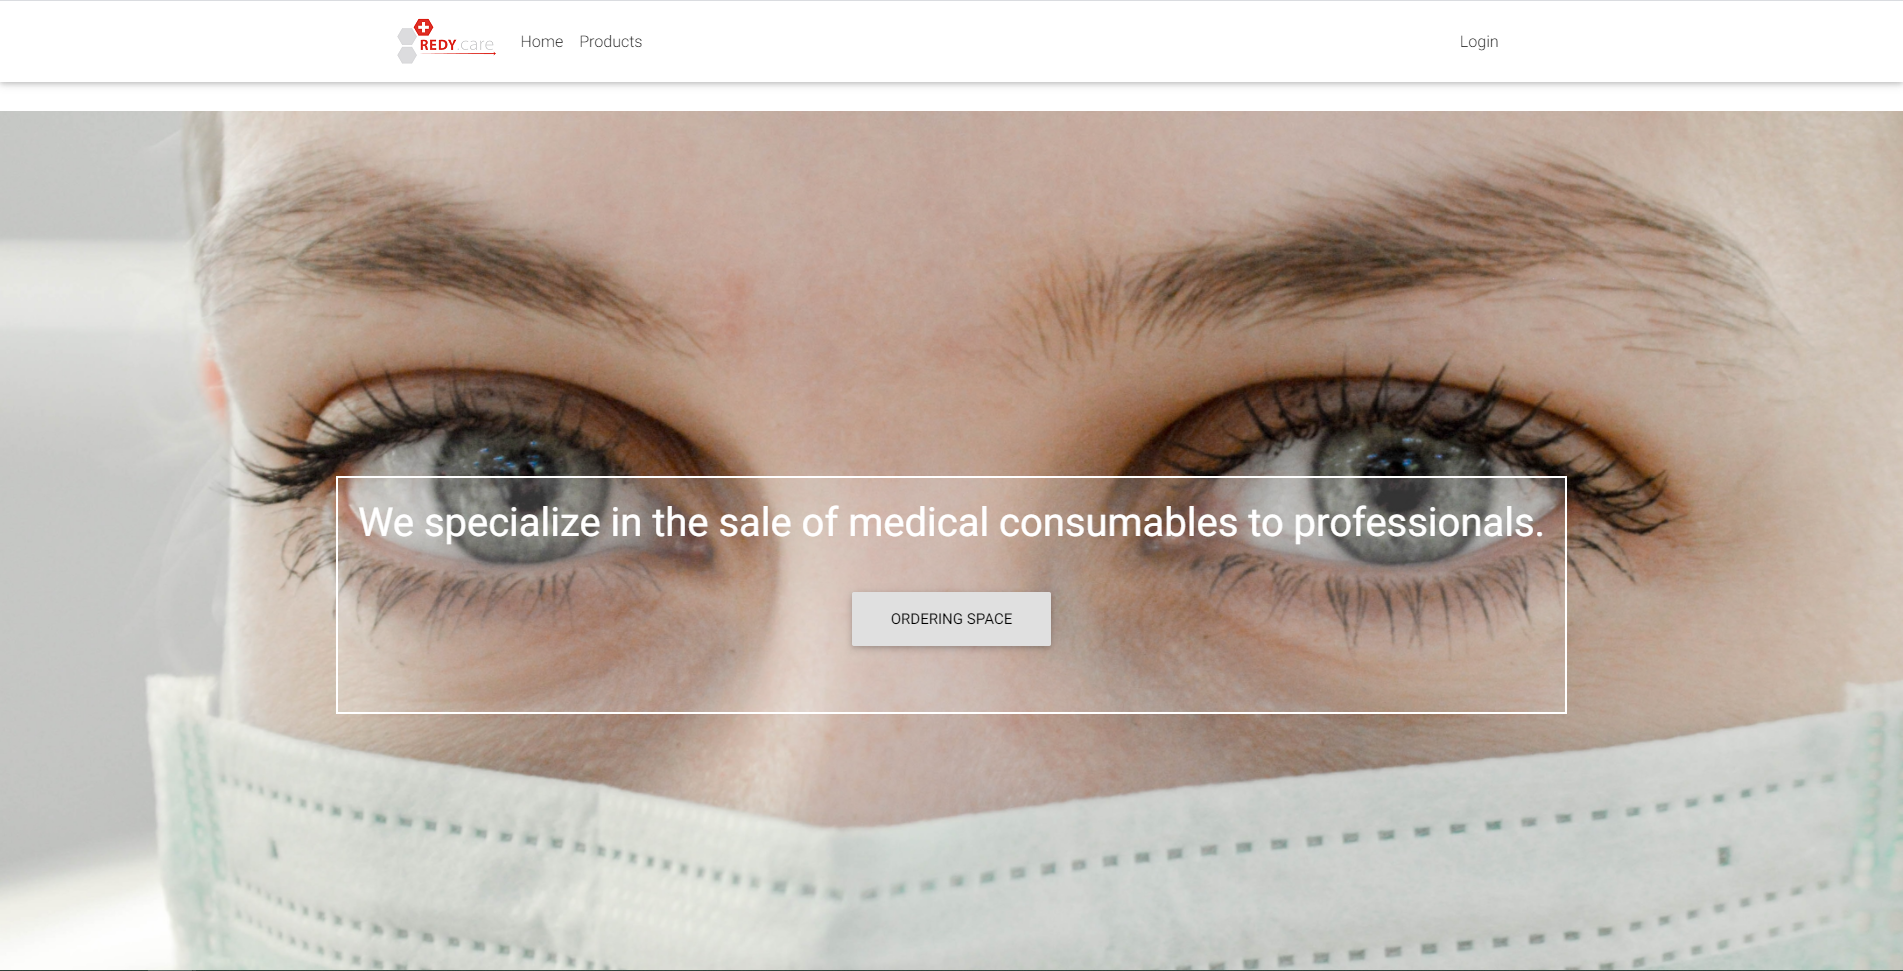 REDY.care
Home
Products
Login
We specialize in the sale of medical consumables to professionals.
ORDERING SPACE